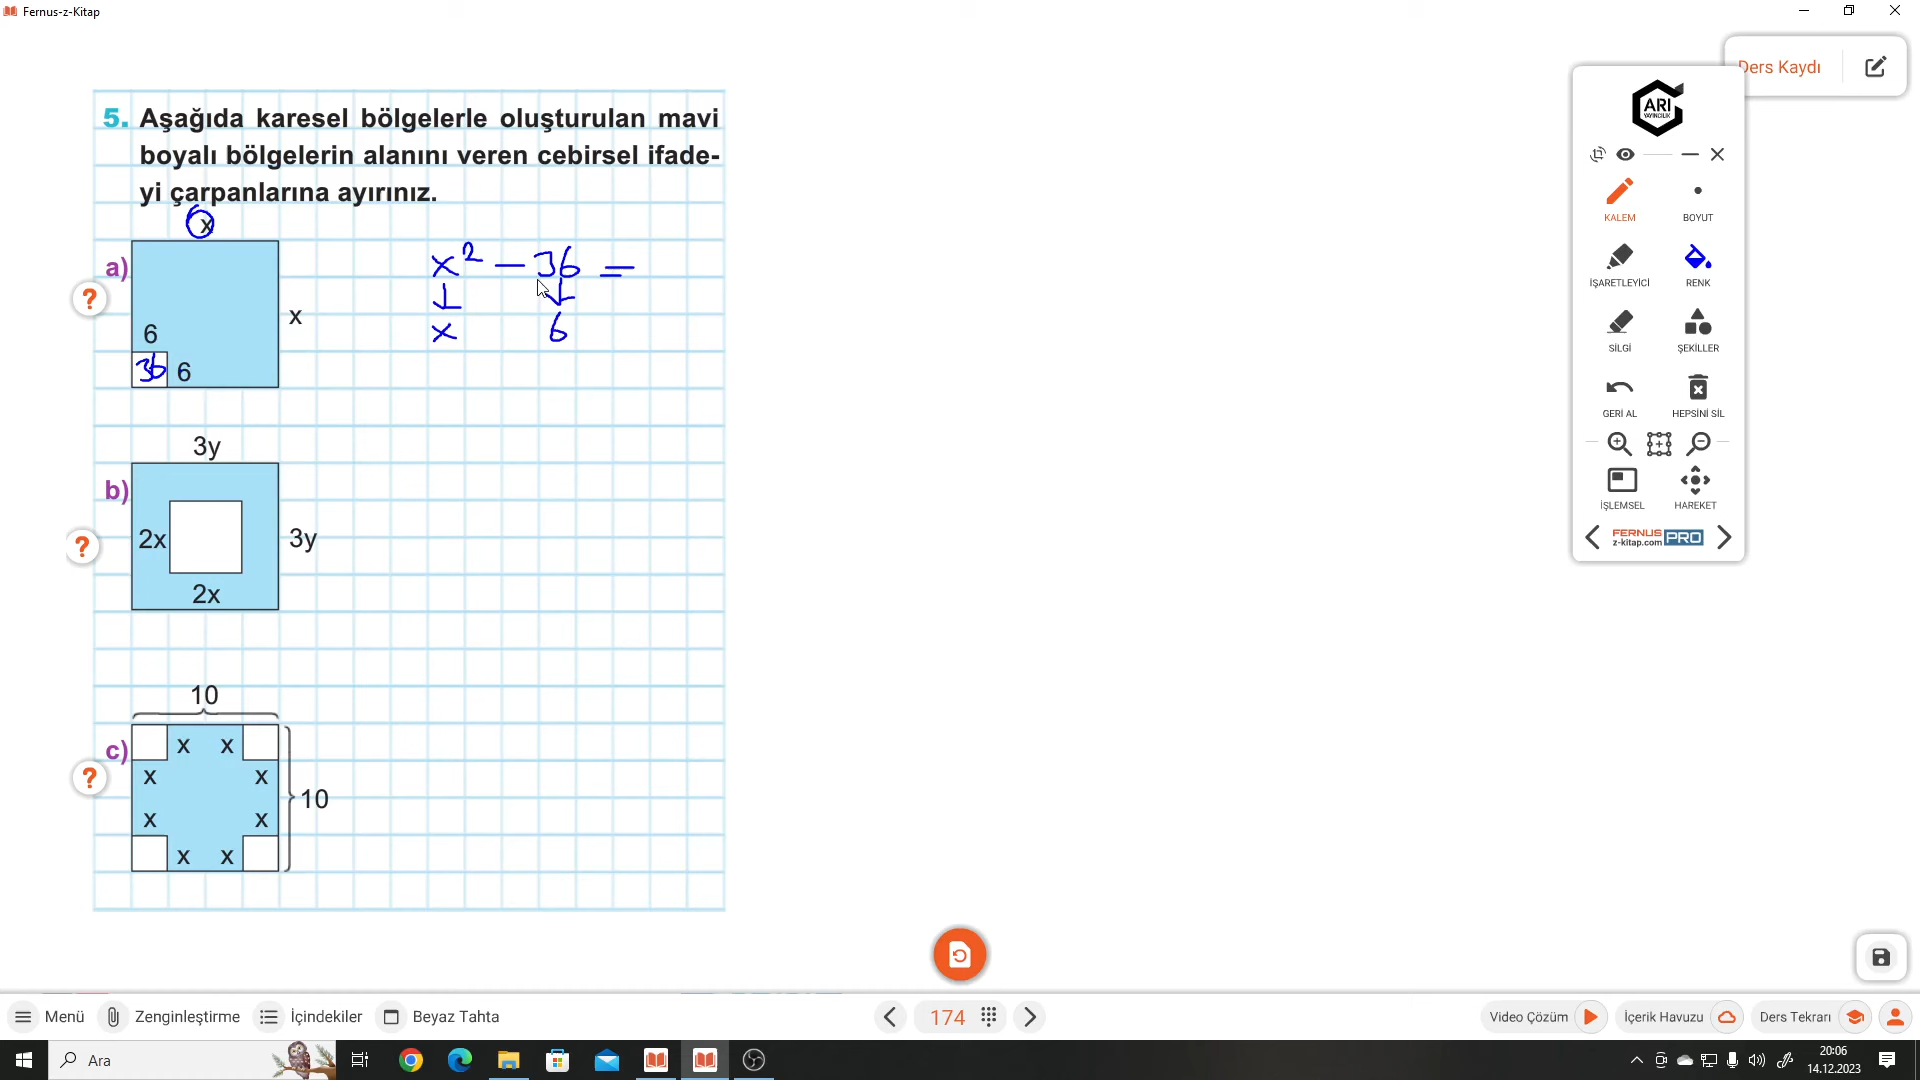 Fernus-z-Kitap
Ders Kaydı
ARI
YAYINCILIK
KALEM
BOYUT
İŞARETLEYİCİ
RENK
SİLGİ
ŞEKİLLER
GERİ AL
HEPSİNİ SİL
İŞLEMSEL
HAREKET
FERNUS
z-kitap.com PRO
5. Aşağıda karesel bölgelerle oluşturulan mavi
boyalı bölgelerin alanını veren cebirsel ifade-
yi çarpanlarına ayırınız.
x
a)
x² - 36 =
x 6
?
x
6
36 6
3y
b)
2x 3y
?
2x
10
c)
x x
?
x x
10
x x
x x
Menü
Zenginleştirme
İçindekiler
Beyaz Tahta
174
Video Çözüm
İçerik Havuzu
Ders Tekrarı
Ara
20:06
14.12.2023